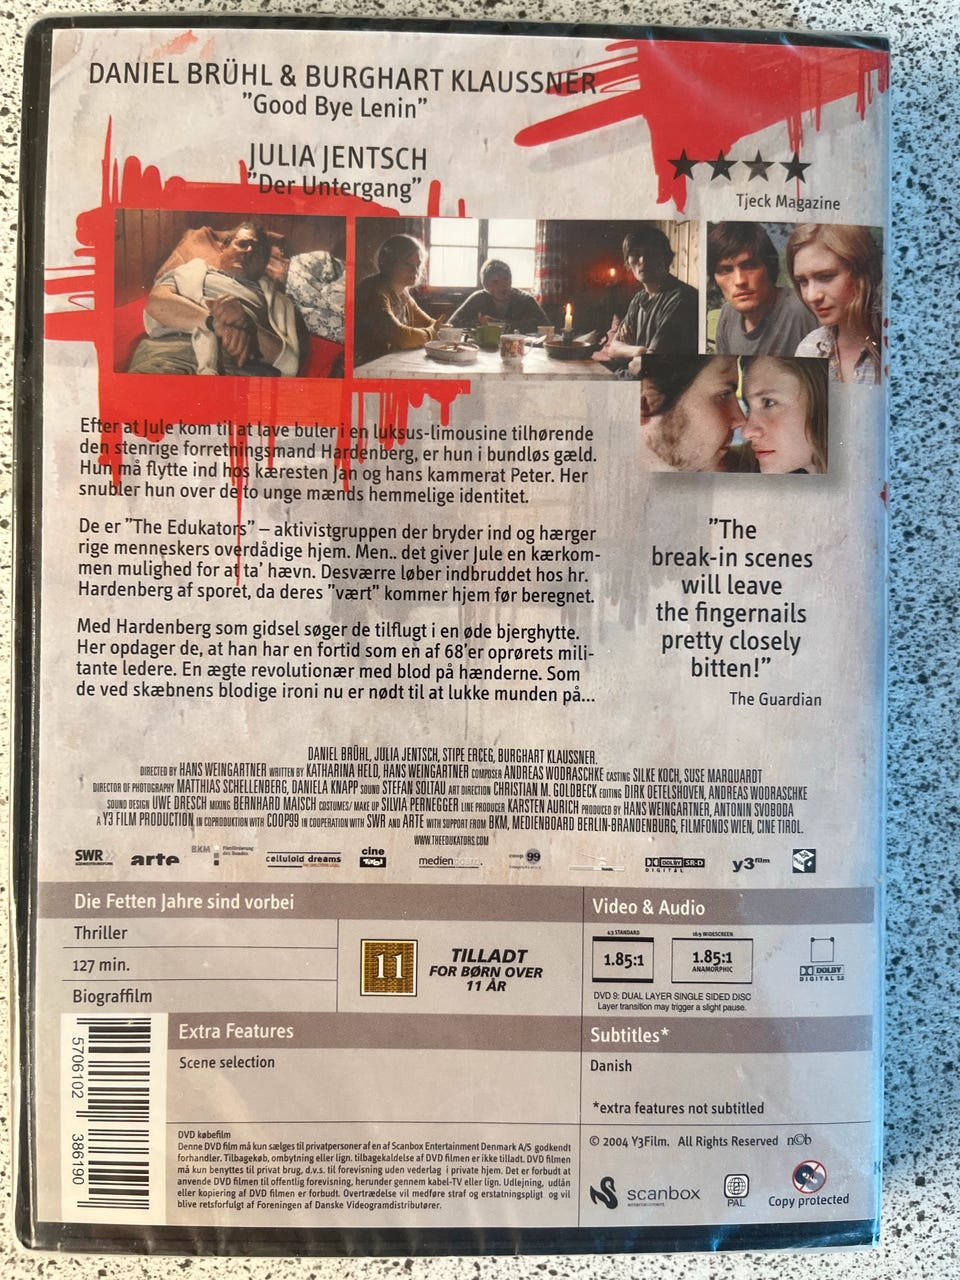 DANIEL BRÜHL & BURGHART KLAUSSNER
"Good Bye Lenin"
JULIA JENTSCH
"Der Untergang"
Tjeck Magazine
Efter at Jule kom til at lave buler i en luksus-limousine tilhørende
den stenrige forretningsmand Hardenberg, er hun i bundløs gæld.
Hun må flytte ind hos kæresten Jan og hans kammerat Peter. Her
snubler hun over de to unge mænds hemmelige identitet.
De er "The Edukators" – aktivistgruppen der bryder ind og hærger
rige menneskers overdådige hjem. Men.. det giver Jule en kærkom-
men mulighed for at ta' hævn. Desværre løber indbruddet hos hr.
Hardenberg af sporet, da deres "vært" kommer hjem før beregnet.
Med Hardenberg som gidsel søger de tilflugt i en øde bjerghytte.
Her opdager de, at han har en fortid som en af 68'er oprørets mili-
tante ledere. En ægte revolutionær med blod på hænderne. Som
de ved skæbnens blodige ironi nu er nødt til at lukke munden på...
"The
break-in scenes
will leave
the fingernails
pretty closely
bitten!"
The Guardian
DANIEL BRÜHL, JULIA JENTSCH, STIPE ERCEG, BURGHART KLAUSSNER.
DIRECTED BY HANS WEINGARTNER WRITTEN BY KATHARINA HELD, HANS WEINGARTNER COMPOSER ANDREAS WODRASCHKE CASTING SILKE KOCH, SUSE MARQUARDT
DIRECTOR OF PHOTOGRAPHY MATTHIAS SCHELLENBERG, DANIELA KNAPP SOUND STEFAN SOLTAU ART DIRECTION CHRISTIAN M. GOLDBECK EDITING DIRK OETELSHOVEN, ANDREAS WODRASCHKE
SOUND DESIGN UWE DRESCH MIXING BERNHARD MAISCH COSTUMES/ MAKE UP SILVIA PERNEGGER LINE PRODUCER KARSTEN AURICH PRODUCED BY HANS WEINGARTNER, ANTONIN SVOBODA
A Y3 FILM PRODUCTION IN COPRODUKTION WITH COOP99 IN COOPERATION WITH SWR AND ARTE WITH SUPPORT FROM BKM, MEDIENBOARD BERLIN-BRANDENBURG, FILMFONDS WIEN, CINE TIROL.
WWW.THEEDUKATORS.COM
SWR arte BKM celluloid dreams cine tirol medienboard coop 99 DOLBY SR-D DIGITAL y3film
Die Fetten Jahre sind vorbei
Thriller
127 min.
Biograffilm
11
TILLADT
FOR BØRN OVER
11 ÅR
Video & Audio
4:3 STANDARD
1.85:1
16:9 WIDESCREEN
1.85:1
ANAMORPHIC
DOLBY
DIGITAL 2.0
DVD 9: DUAL LAYER SINGLE SIDED DISC
Layer transition may trigger a slight pause.
Extra Features
Scene selection
Subtitles*
Danish
*extra features not subtitled
5706102 386190
DVD købefilm
Denne DVD film må kun sælges til privatpersoner af en af Scanbox Entertainment Denmark A/S godkendt
forhandler. Tilbagekøb, ombytning eller lign. tilbagekaldelse af DVD filmen er ikke tilladt. DVD filmen
må kun benyttes til privat brug, d.v.s. til forevisning uden vederlag i private hjem. Det er forbudt at
anvende DVD filmen til offentlig forevisning, herunder gennem kabel-TV eller lign. Udlejning, udlån
eller kopiering af DVD filmen er forbudt. Overtrædelse vil medføre straf og erstatningspligt og vil
blive retsforfulgt af Foreningen af Danske Videogramdistributører.
© 2004 Y3Film. All Rights Reserved n©b
scanbox
entertainment
PAL
Copy protected